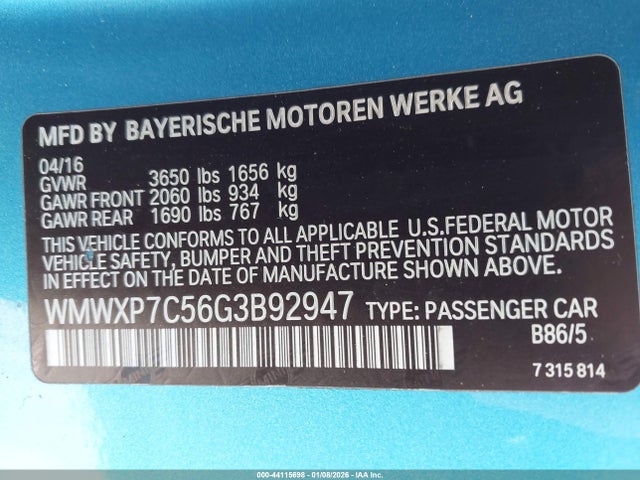 MFD BY BAYERISCHE MOTOREN WERKE AG
04/16
GVWR 3650 lbs 1656 kg
GAWR FRONT 2060 lbs 934 kg
GAWR REAR 1690 lbs 767 kg
THIS VEHICLE CONFORMS TO ALL APPLICABLE U.S.FEDERAL MOTOR
VEHICLE SAFETY, BUMPER AND THEFT PREVENTION STANDARDS
IN EFFECT ON THE DATE OF MANUFACTURE SHOWN ABOVE.
WMWXP7C56G3B92947 TYPE: PASSENGER CAR
B86/5
7 315 814
000-44115698 - 01/08/2026 - IAA Inc.